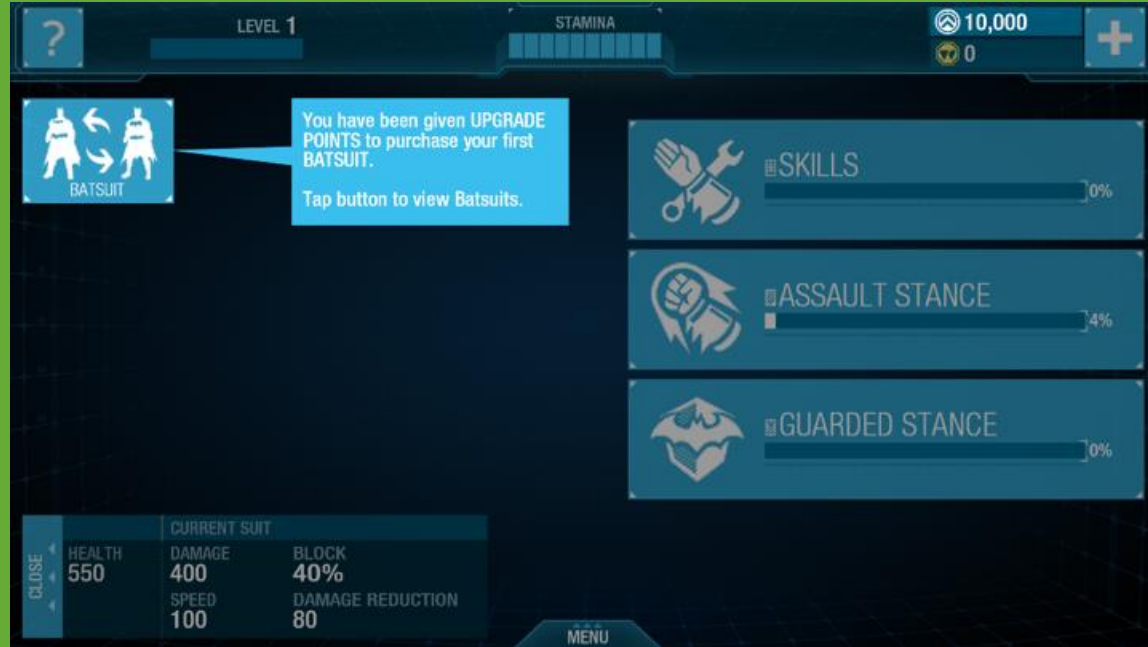 ?
LEVEL 1
STAMINA
10,000
0
+
BATSUIT
You have been given UPGRADE
POINTS to purchase your first
BATSUIT.
Tap button to view Batsuits.
SKILLS
0%
ASSAULT STANCE
4%
GUARDED STANCE
0%
CLOSE
CURRENT SUIT
HEALTH
550
DAMAGE
400
BLOCK
40%
SPEED
100
DAMAGE REDUCTION
80
MENU